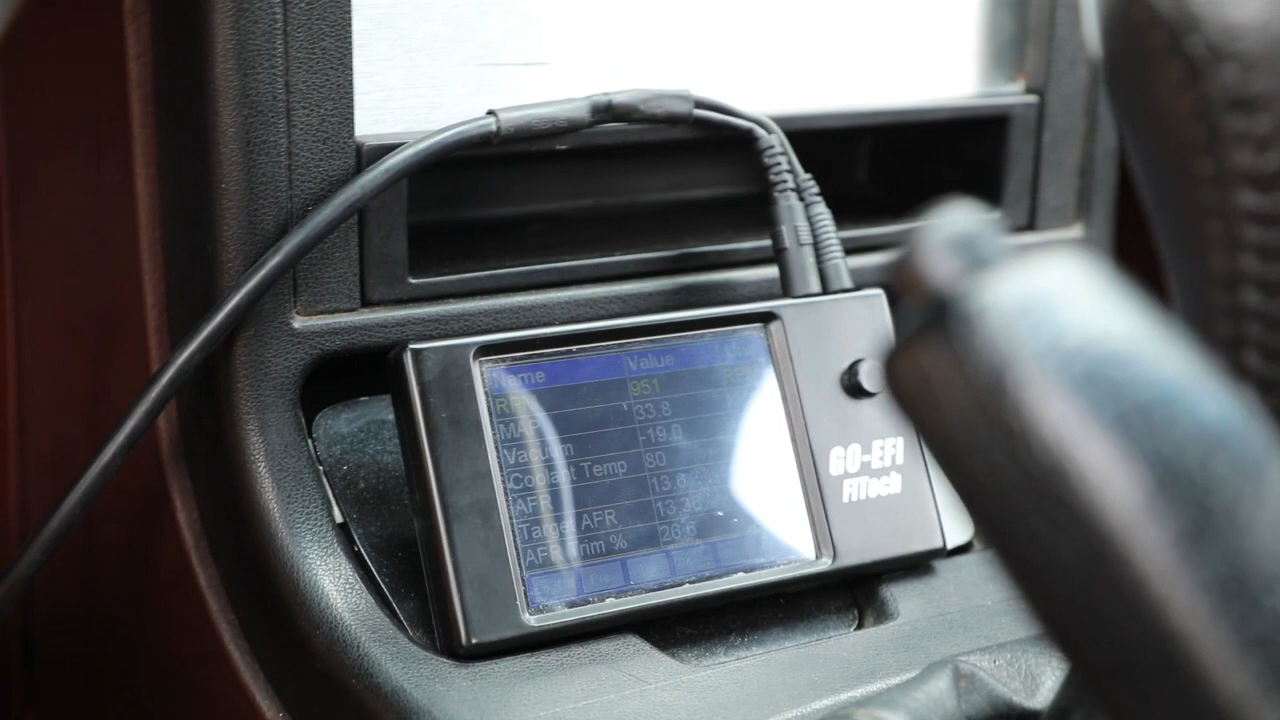 Name Value
RPM 951
MAP 33.8
Vacuum -19.0
Coolant Temp 80
AFR 13.6
Target AFR 13.38
AFR Trim % 26.6
GO-EFI
FiTech